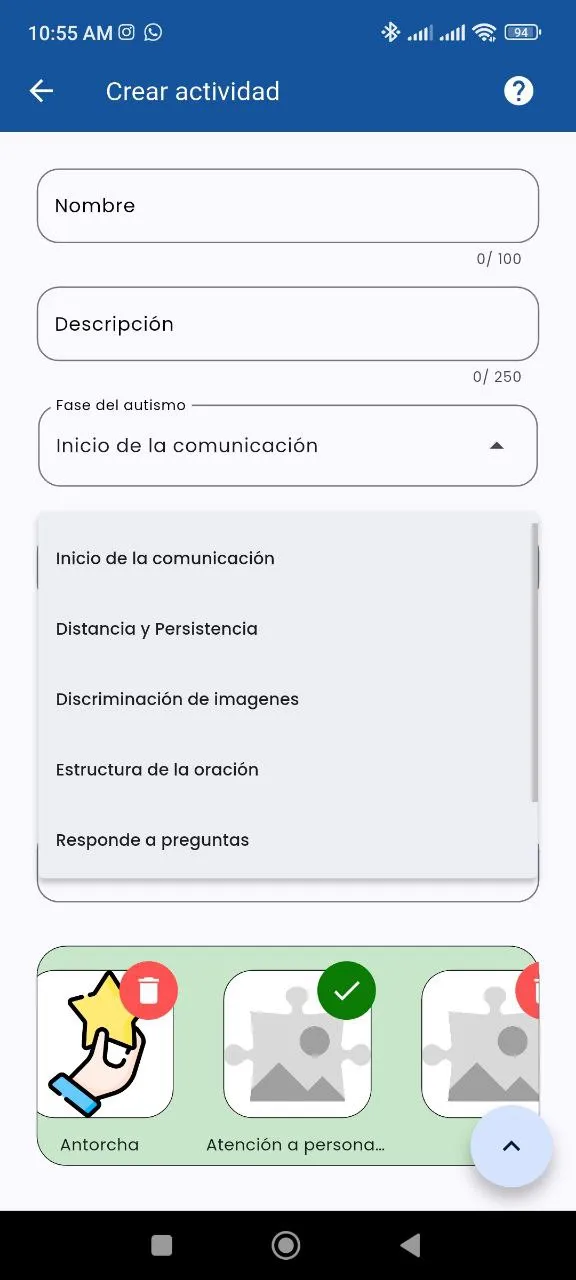 10:55 AM
94
Crear actividad
Nombre
0/ 100
Descripción
0/ 250
Fase del autismo
Inicio de la comunicación
Inicio de la comunicación
Distancia y Persistencia
Discriminación de imagenes
Estructura de la oración
Responde a preguntas
Antorcha
Atención a persona...